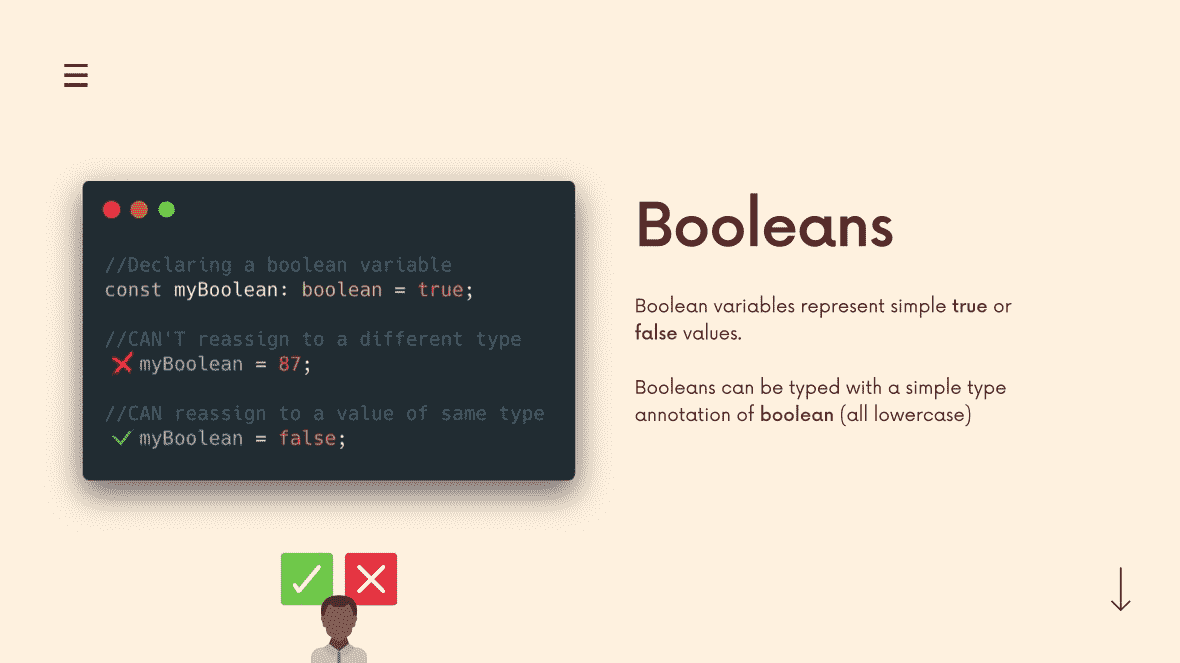 //Declaring a boolean variable
const myBoolean: boolean = true;
//CAN'T reassign to a different type
❌ myBoolean = 87;
//CAN reassign to a value of same type
✓ myBoolean = false;
Booleans
Boolean variables represent simple true or
false values.
Booleans can be typed with a simple type
annotation of boolean (all lowercase)